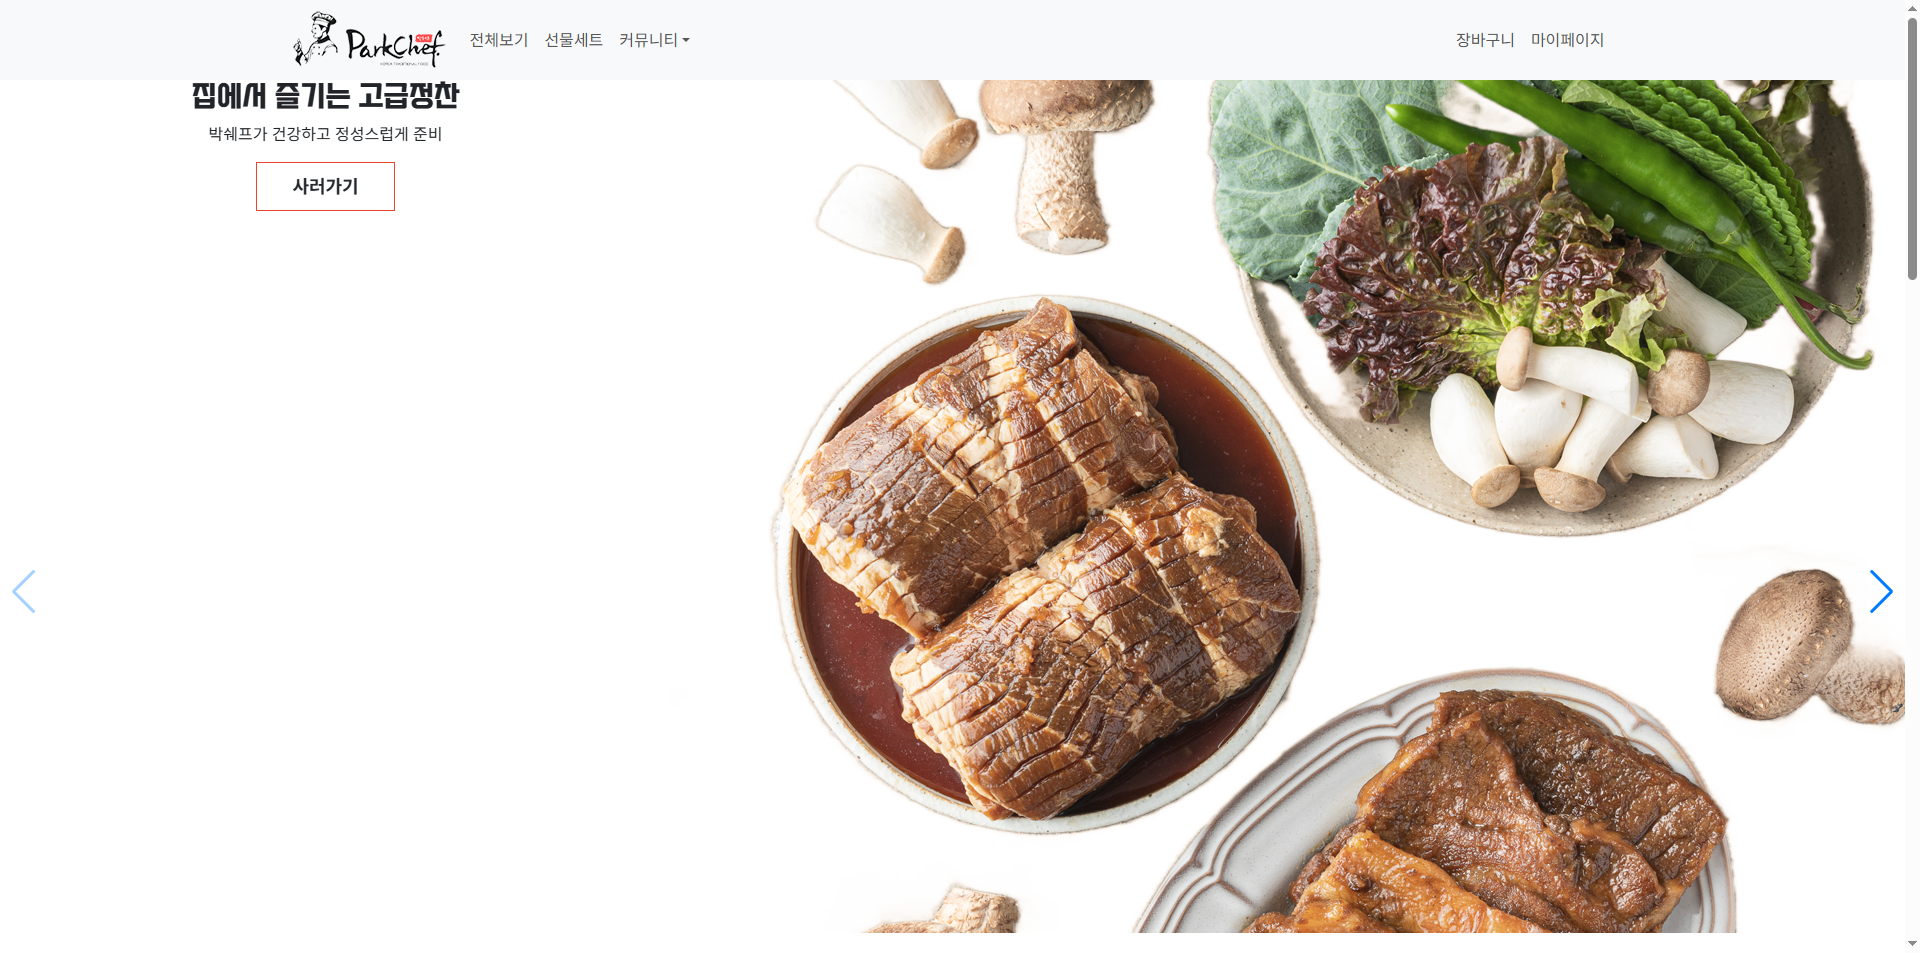 ParkChef
전체보기 선물세트 커뮤니티 장바구니 마이페이지
집에서 즐기는 고급정찬
박쉐프가 건강하고 정성스럽게 준비
사러가기